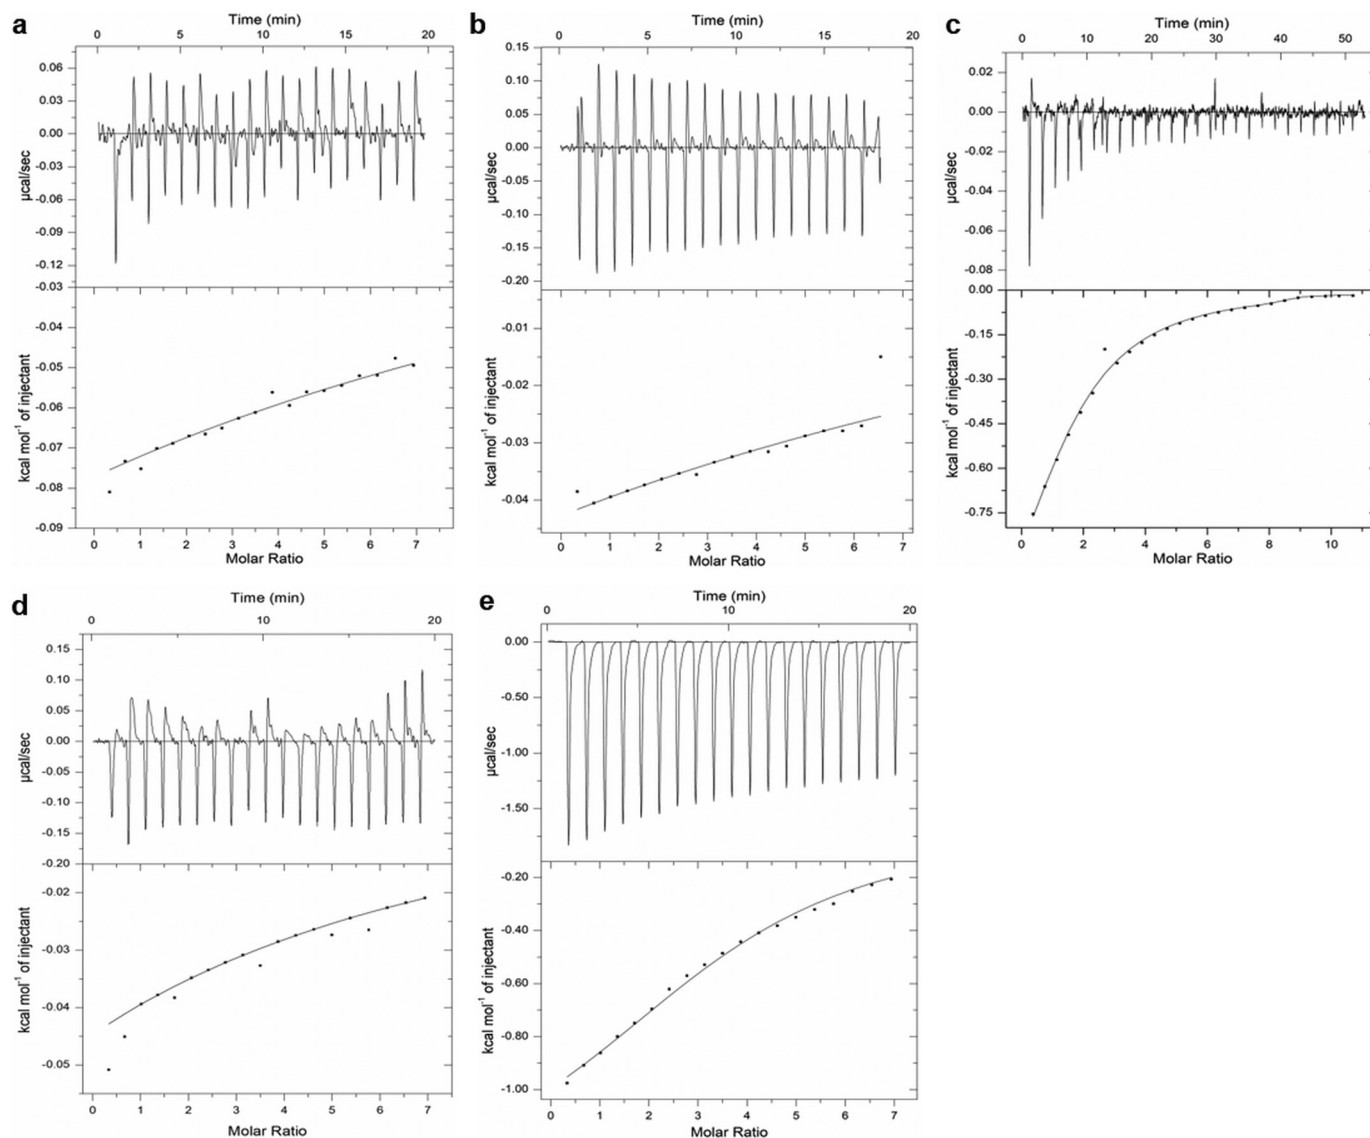 a
Time (min)
0 5 10 15 20
0.06
0.03
0.00
-0.03
-0.06
-0.09
-0.12
µcal/sec
-0.03
-0.04
-0.05
-0.06
-0.07
-0.08
-0.09
kcal mol⁻¹ of injectant
0 1 2 3 4 5 6 7
Molar Ratio
b
Time (min)
0 5 10 15 20
0.15
0.10
0.05
0.00
-0.05
-0.10
-0.15
-0.20
µcal/sec
-0.01
-0.02
-0.03
-0.04
kcal mol⁻¹ of injectant
0 1 2 3 4 5 6 7
Molar Ratio
c
Time (min)
0 10 20 30 40 50
0.02
0.00
-0.02
-0.04
-0.06
-0.08
µcal/sec
0.00
-0.15
-0.30
-0.45
-0.60
-0.75
kcal mol⁻¹ of injectant
0 2 4 6 8 10
Molar Ratio
d
Time (min)
0 10 20
0.15
0.10
0.05
0.00
-0.05
-0.10
-0.15
-0.20
µcal/sec
-0.02
-0.03
-0.04
-0.05
kcal mol⁻¹ of injectant
0 1 2 3 4 5 6 7
Molar Ratio
e
Time (min)
0 10 20
0.00
-0.50
-1.00
-1.50
µcal/sec
-0.20
-0.40
-0.60
-0.80
-1.00
kcal mol⁻¹ of injectant
0 1 2 3 4 5 6 7
Molar Ratio